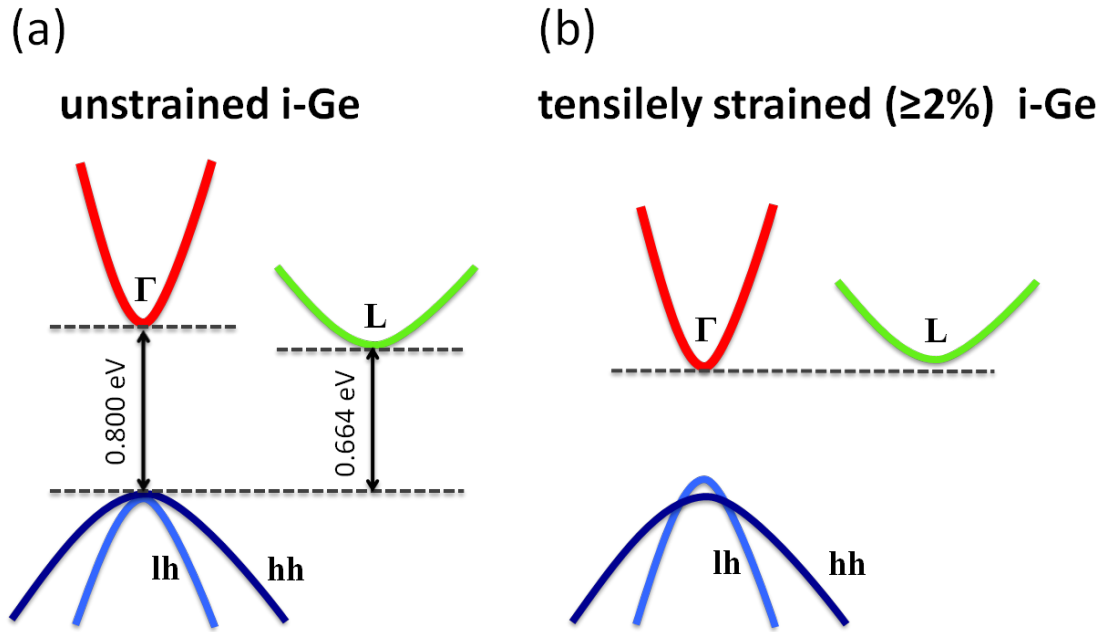 (a)
unstrained i-Ge
Γ
L
0.800 eV
0.664 eV
lh
hh
(b)
tensilely strained (≥2%) i-Ge
Γ
L
lh
hh